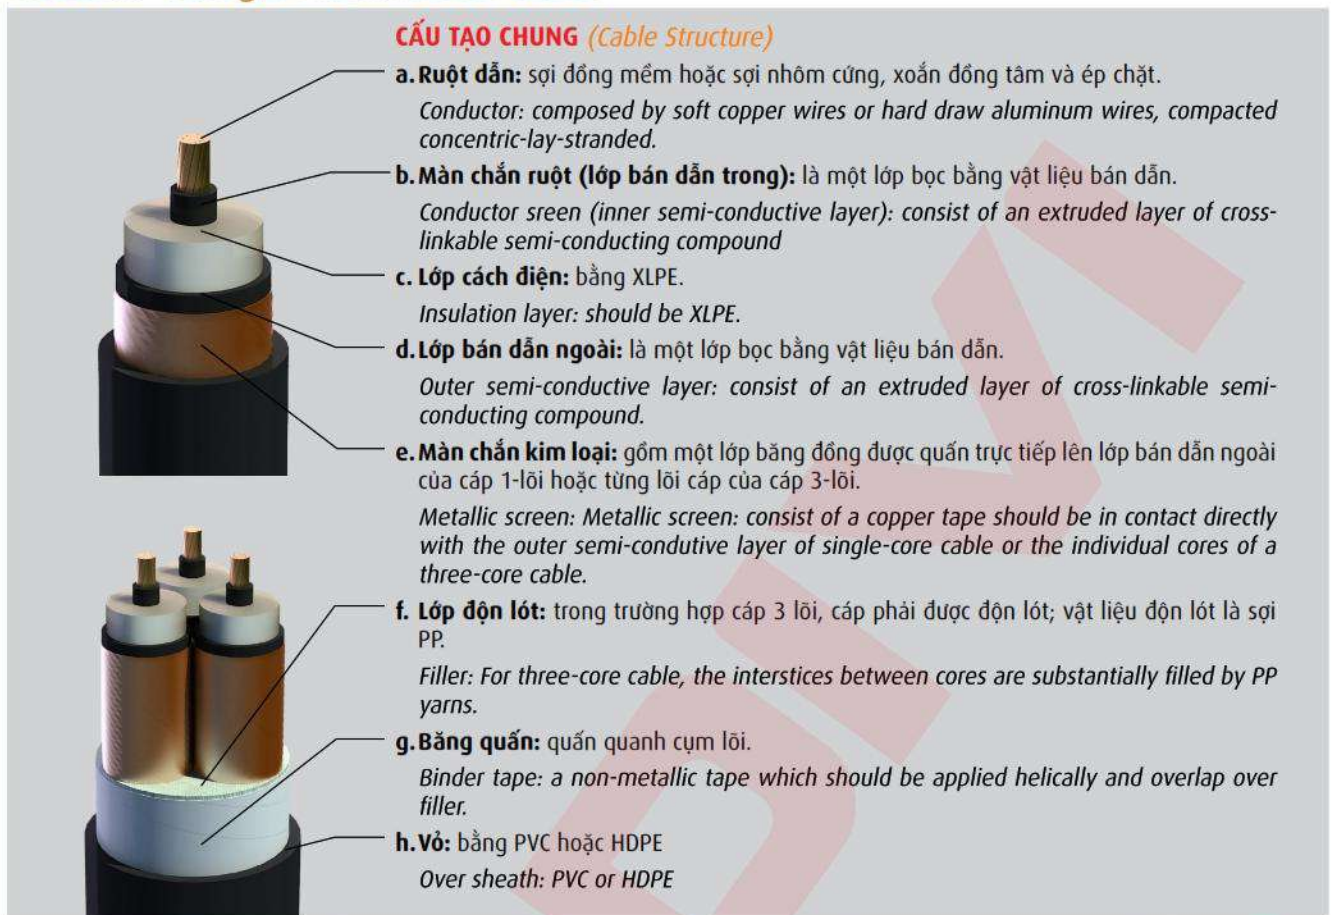 CẤU TẠO CHUNG (Cable Structure)
a. Ruột dẫn: sợi đồng mềm hoặc sợi nhôm cứng, xoắn đồng tâm và ép chặt.
Conductor: composed by soft copper wires or hard draw aluminum wires, compacted
concentric-lay-stranded.
b. Màn chắn ruột (lớp bán dẫn trong): là một lớp bọc bằng vật liệu bán dẫn.
Conductor sreen (inner semi-conductive layer): consist of an extruded layer of cross-
linkable semi-conducting compound
c. Lớp cách điện: bằng XLPE.
Insulation layer: should be XLPE.
d. Lớp bán dẫn ngoài: là một lớp bọc bằng vật liệu bán dẫn.
Outer semi-conductive layer: consist of an extruded layer of cross-linkable semi-
conducting compound.
e. Màn chắn kim loại: gồm một lớp băng đồng được quấn trực tiếp lên lớp bán dẫn ngoài
của cáp 1-lõi hoặc từng lõi cáp của cáp 3-lõi.
Metallic screen: Metallic screen: consist of a copper tape should be in contact directly
with the outer semi-condutive layer of single-core cable or the individual cores of a
three-core cable.
f. Lớp độn lót: trong trường hợp cáp 3 lõi, cáp phải được độn lót; vật liệu độn lót là sợi
PP.
Filler: For three-core cable, the interstices between cores are substantially filled by PP
yarns.
g. Băng quấn: quấn quanh cụm lõi.
Binder tape: a non-metallic tape which should be applied helically and overlap over
filler.
h. Vỏ: bằng PVC hoặc HDPE
Over sheath: PVC or HDPE